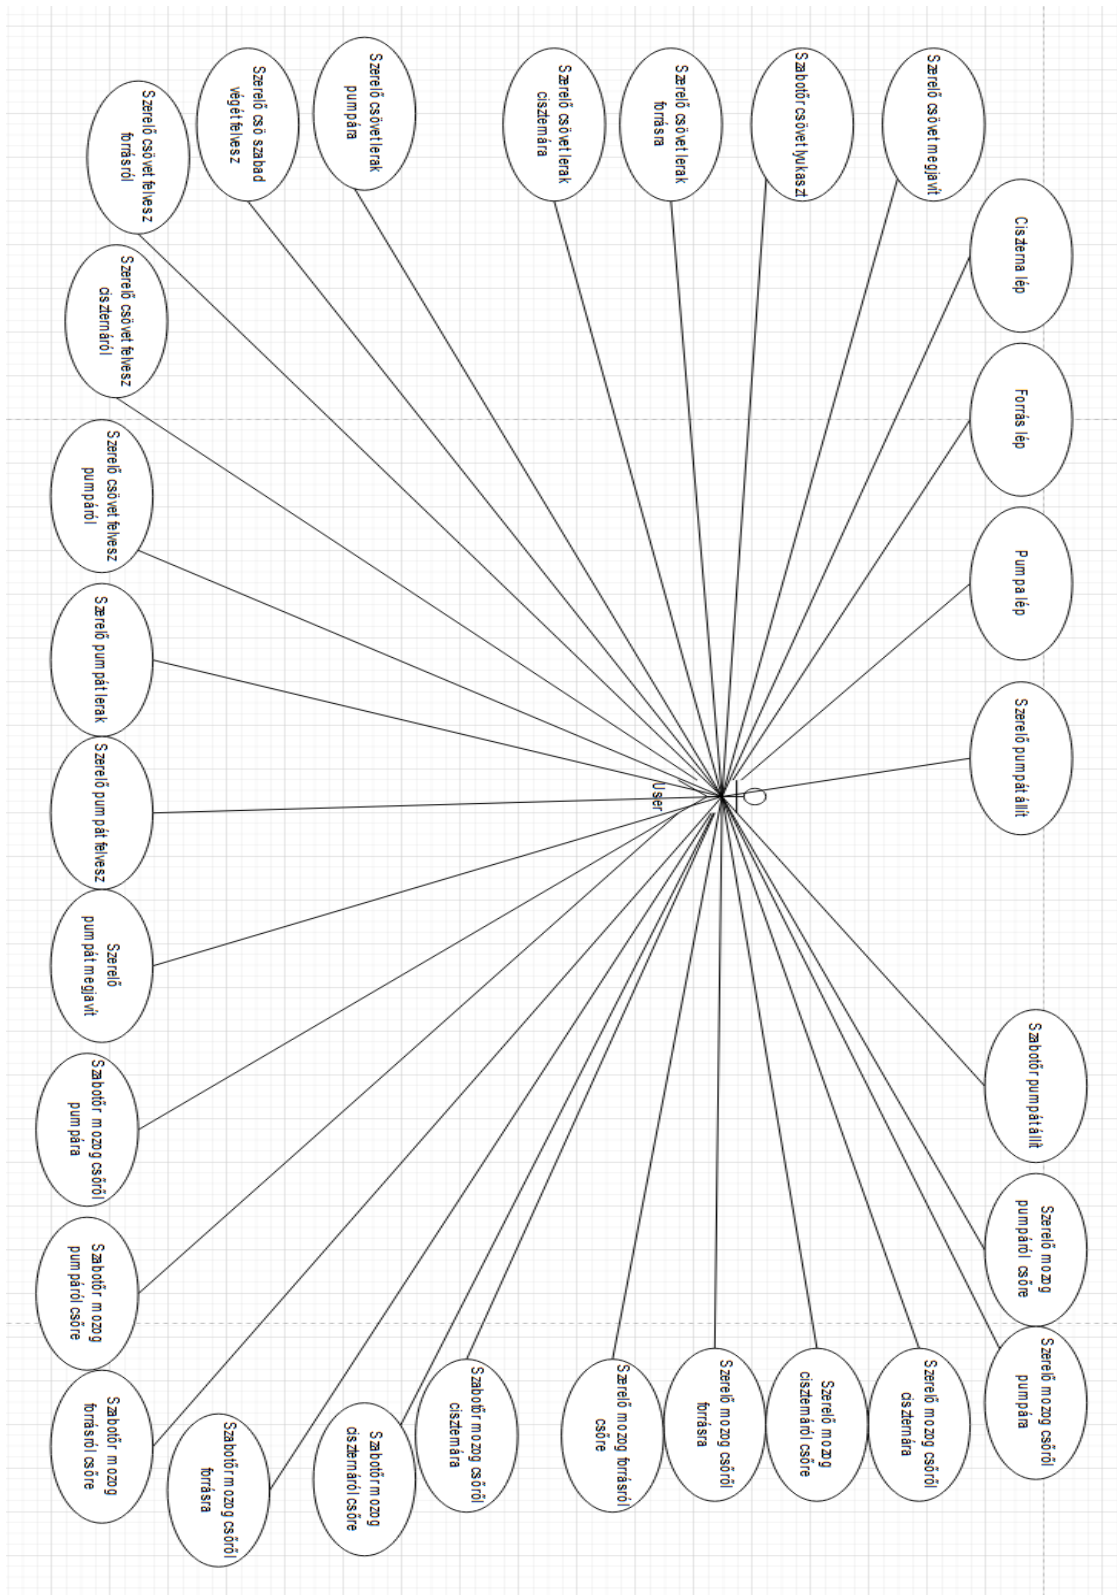 Ciszterna lép
Forrás lép
Pumpa lép
Szerelő pumpát állít
Szabotőr pumpát állít
Szerelő mozog
pumpáról csőre
Szerelő mozog csőről
pumpára
Szerelő csövet megjavít
Szabotőr csövet lyukaszt
Szerelő csövet lerak
forrásra
Szerelő csövet lerak
ciszternára
Szerelő csövet lerak
pumpára
Szerelő cső szabad
végét felvesz
Szerelő csövet felvesz
forrásról
Szerelő csövet felvesz
ciszternáról
Szerelő csövet felvesz
pumpáról
Szerelő pumpát lerak
Szerelő pumpát felvesz
Szerelő
pumpát megjavít
Szabotőr mozog csőről
pumpára
Szabotőr mozog
pumpáról csőre
Szabotőr mozog
forrásról csőre
Szabotőr mozog csőről
forrásra
Szabotőr mozog
ciszternáról csőre
Szabotőr mozog csőről
ciszternára
Szerelő mozog forrásról
csőre
Szerelő mozog csőről
forrásra
Szerelő mozog
ciszternáról csőre
Szerelő mozog csőről
ciszternára
User